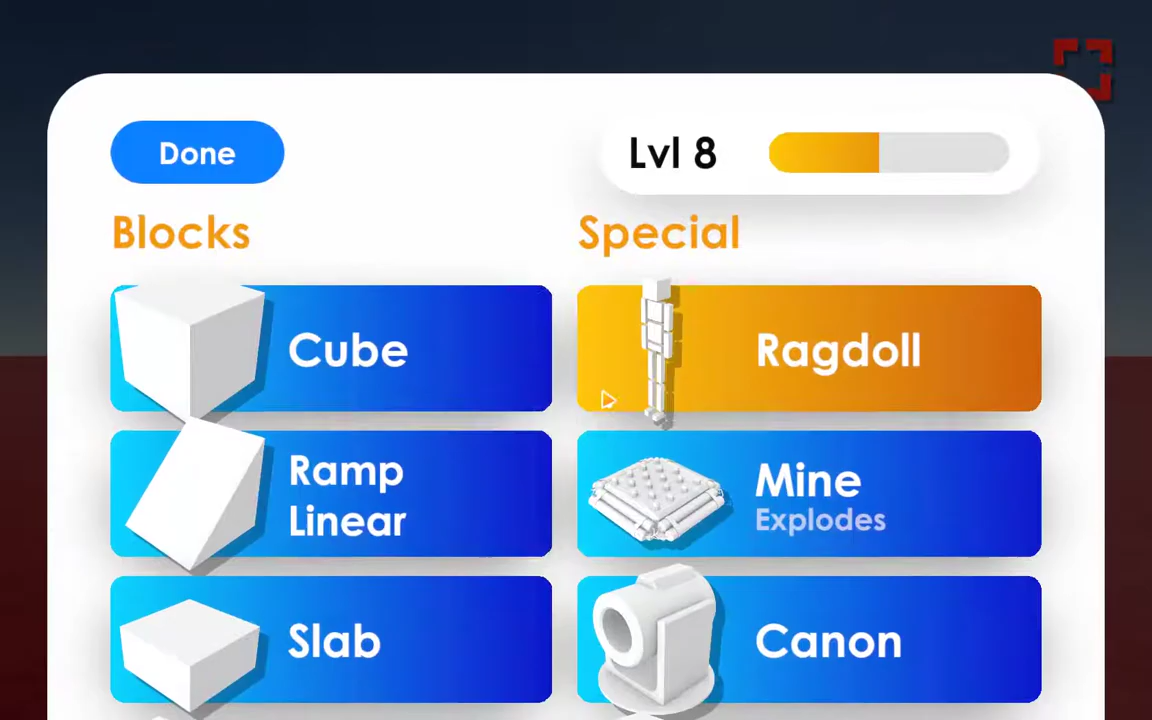 Done
Lvl 8
Blocks
Special
Cube
Ragdoll
Ramp
Linear
Mine
Explodes
Slab
Canon